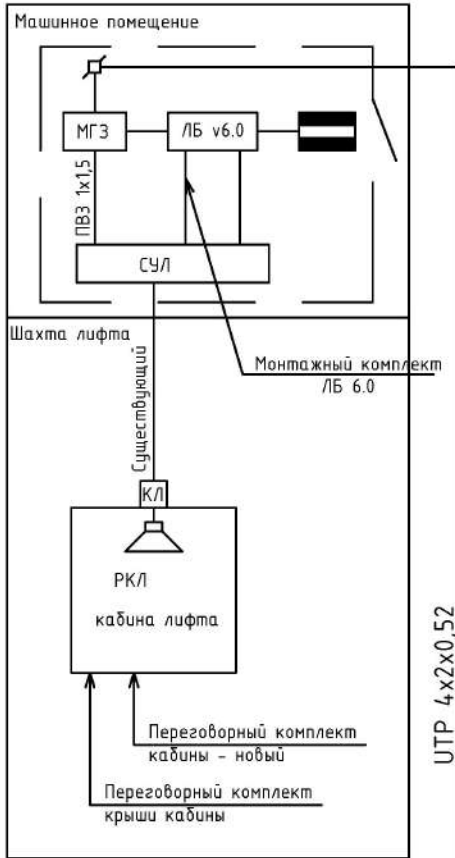 Машинное помещение
МГЗ
ЛБ v6.0
ПВЗ 1х1,5
СУЛ
Шахта лифта
Монтажный комплект
ЛБ 6.0
Существующий
КЛ
РКЛ
кабина лифта
UTP 4x2x0,52
Переговорный комплект
кабины - новый
Переговорный комплект
крыши кабины